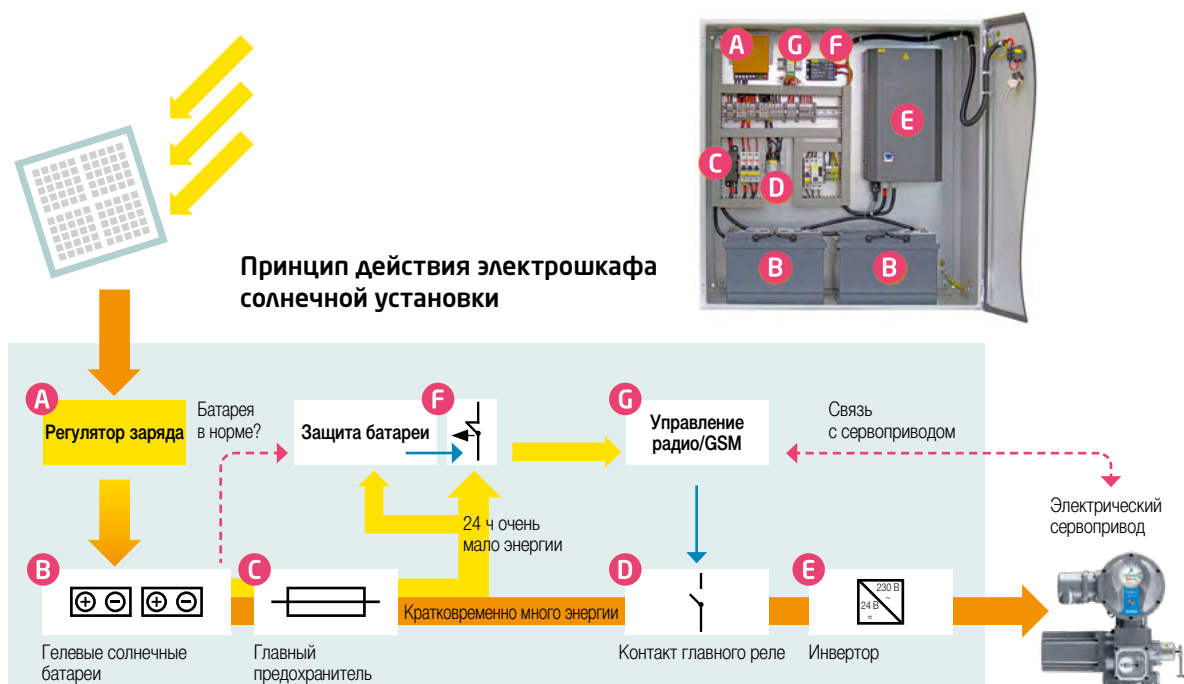 A
G
F
E
C
D
B
B
Принцип действия электрошкафа
солнечной установки
A
Регулятор заряда
Батарея
в норме?
F
Защита батареи
G
Управление
радио/GSM
Связь
с сервоприводом
24 ч очень
мало энергии
Электрический
сервопривод
B
C
D
E
Кратковременно много энергии
230 В
~
24 В
=
Гелевые солнечные
батареи
Главный
предохранитель
Контакт главного реле
Инвертор